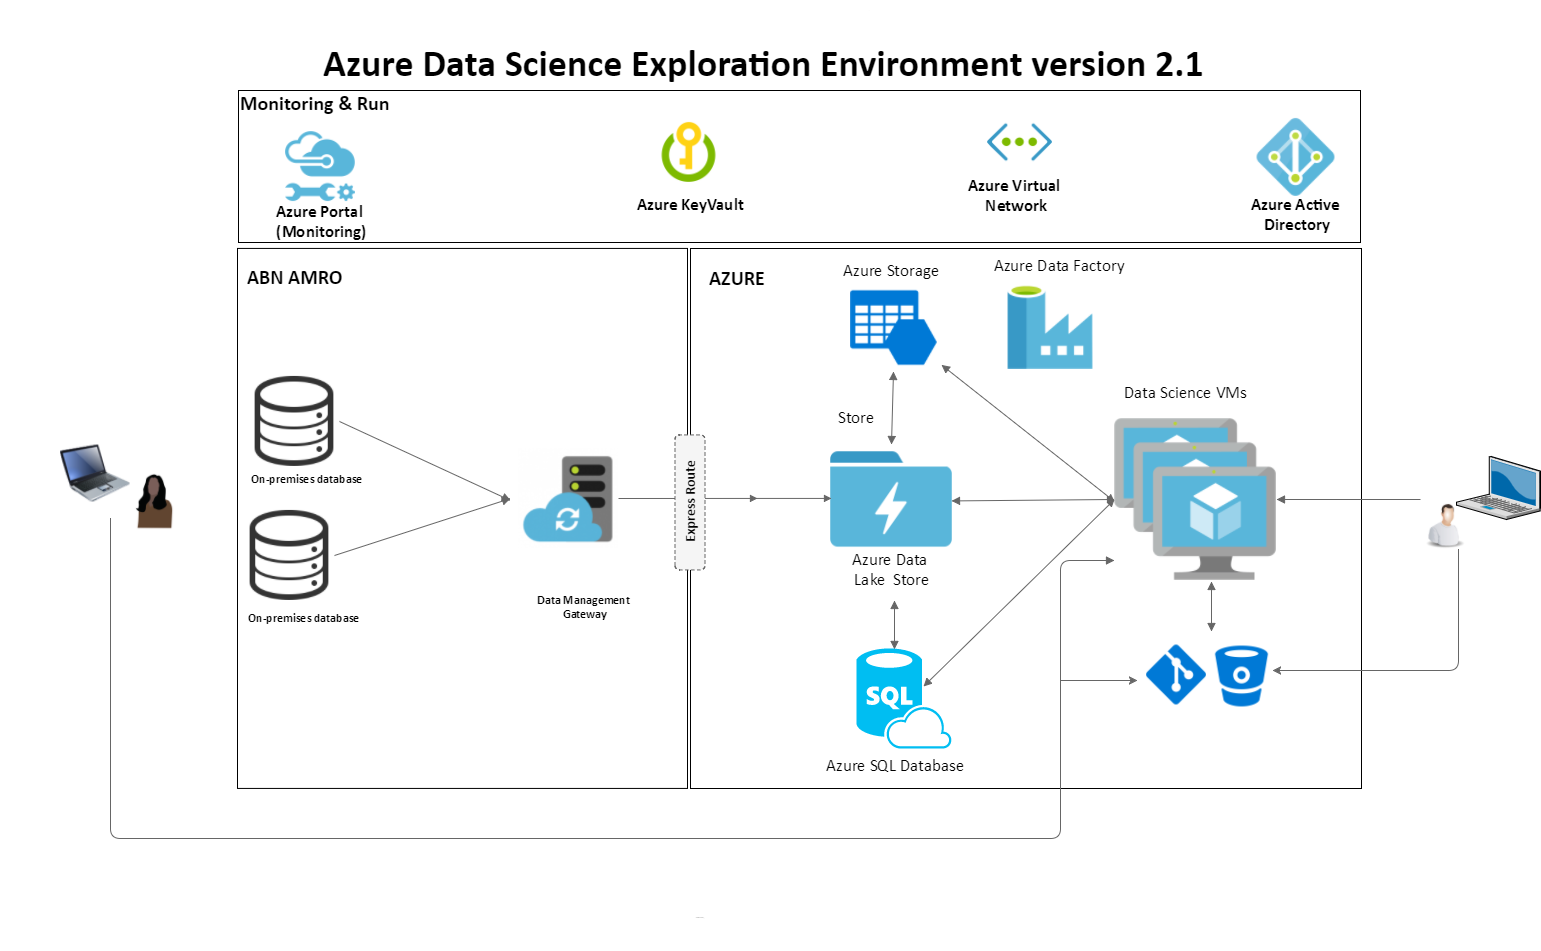 Azure Data Science Exploration Environment version 2.1
Monitoring & Run
Azure Portal
(Monitoring)
Azure KeyVault
Azure Virtual
Network
Azure Active
Directory
ABN AMRO
On-premises database
On-premises database
Data Management
Gateway
Express Route
AZURE
Azure Storage
Azure Data Factory
Store
Data Science VMs
Azure Data
Lake Store
SQL
Azure SQL Database